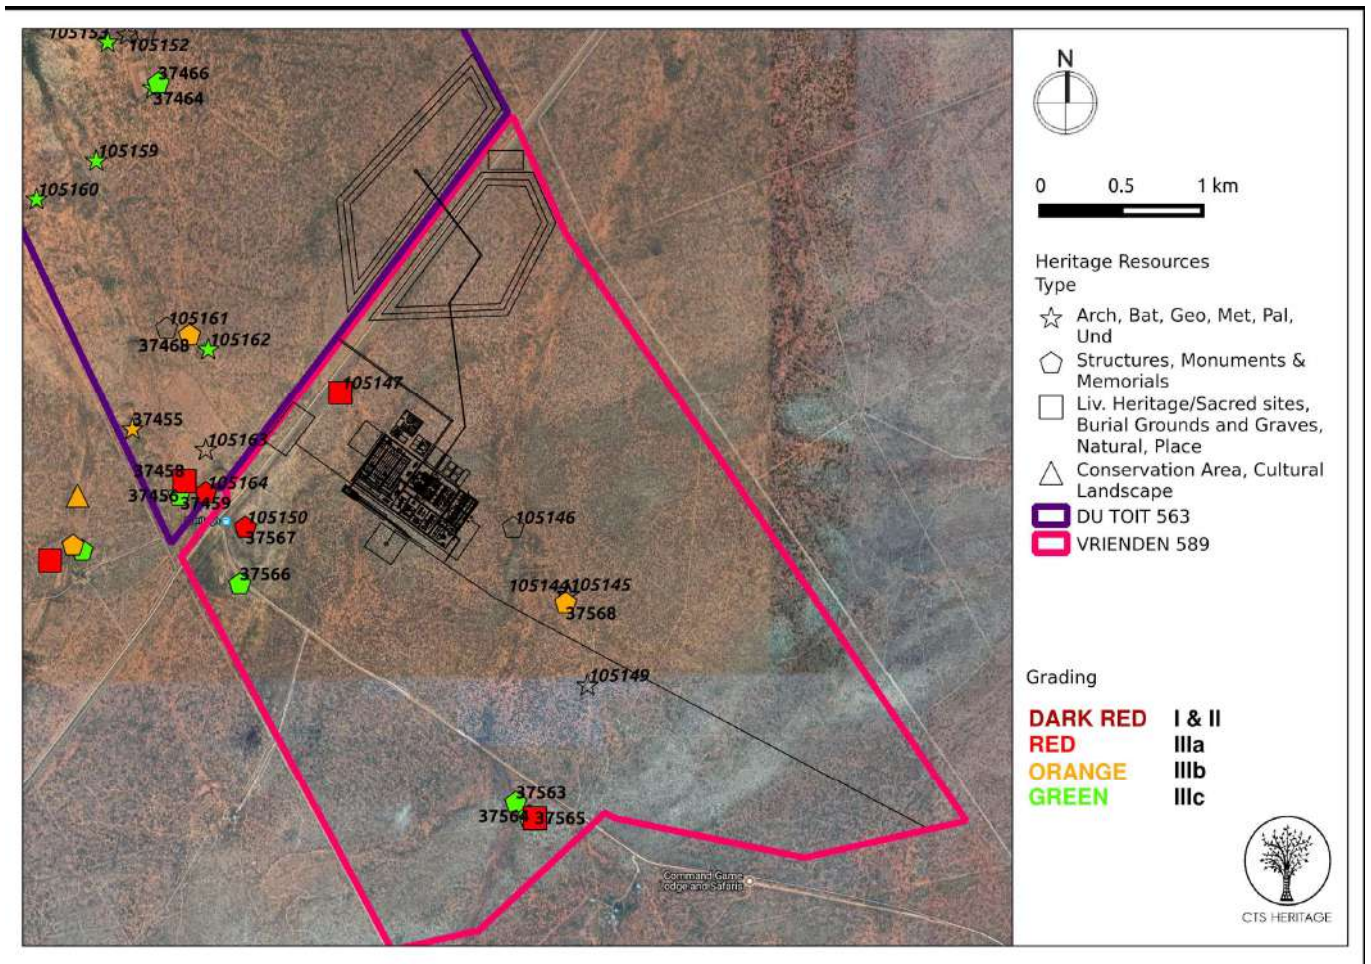 105153
105152
37466
37464
105159
105160
105161
37468
105162
105147
37455
105163
37458
105164
37456
37459
105150
37567
105146
37566
105144
105145
37568
105149
37563
37564
37565
Command Game
odge and Safaris
N
0 0.5 1 km
Heritage Resources
Type
Arch, Bat, Geo, Met, Pal,
Und
Structures, Monuments &
Memorials
Liv. Heritage/Sacred sites,
Burial Grounds and Graves,
Natural, Place
Conservation Area, Cultural
Landscape
DU TOIT 563
VRIENDEN 589
Grading
DARK RED I & II
RED IIIa
ORANGE IIIb
GREEN IIIc
CTS HERITAGE